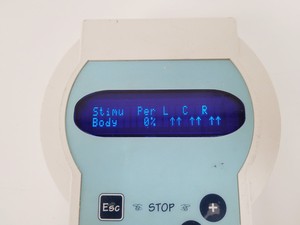 Stimu Per L C R
Body 0% ↑↑ ↑↑ ↑↑
Esc ☜ STOP ☞ +